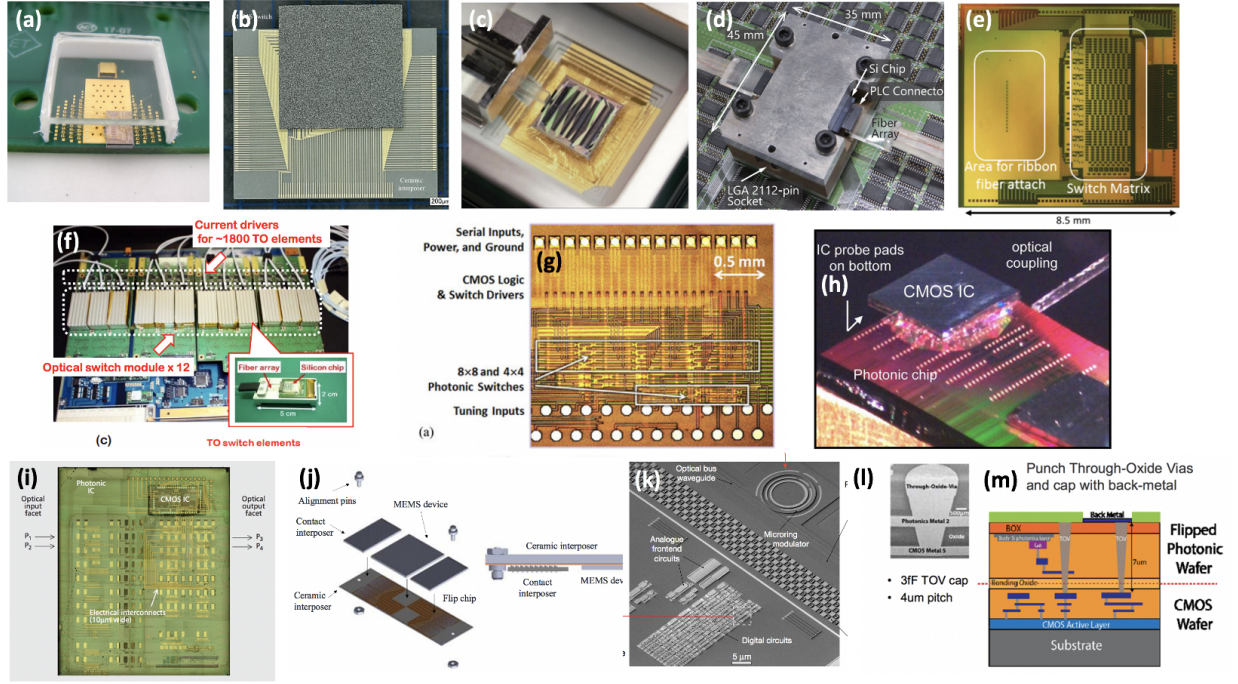 (a)
17-07
ET
(b)
switch
Ceramic
interposer
200μm
(c)
(d)
35 mm
45 mm
Si Chip
PLC Connecto
Fiber
Array
LGA 2112-pin
Socket
(e)
Area for ribbon
fiber attach
Switch Matrix
8.5 mm
(f)
Current drivers
for ~1800 TO elements
Optical switch module x 12
Fiber array
Silicon chip
2 cm
5 cm
(c)
TO switch elements
Serial Inputs,
Power, and Ground
(g)
0.5 mm
CMOS Logic
& Switch Drivers
8×8 and 4×4
Photonic Switches
Tuning Inputs
(a)
IC probe pads
on bottom
optical
coupling
(h)
CMOS IC
Photonic chip
(i)
Photonic
IC
CMOS IC
Optical
input
facet
Optical
output
facet
P1
P2
P3
P4
Electrical interconnects
(10μm wide)
(j)
Alignment pins
MEMS device
Contact
interposer
Ceramic
interposer
Flip chip
Ceramic interposer
Contact
interposer
MEMS devi
(k)
Optical bus
waveguide
Microring
modulator
Analogue
frontend
circuits
Digital circuits
5 μm
(l)
Through-Oxide-Via
500μm
Photonics Metal 2
Oxide
CMOS Metal 5
• 3fF TOV cap
• 4um pitch
(m)
Punch Through-Oxide Vias
and cap with back-metal
Back Metal
BOX
TOV
TOV
7um
Bonding Oxide
Flipped
Photonic
Wafer
CMOS
Wafer
CMOS Active Layer
Substrate